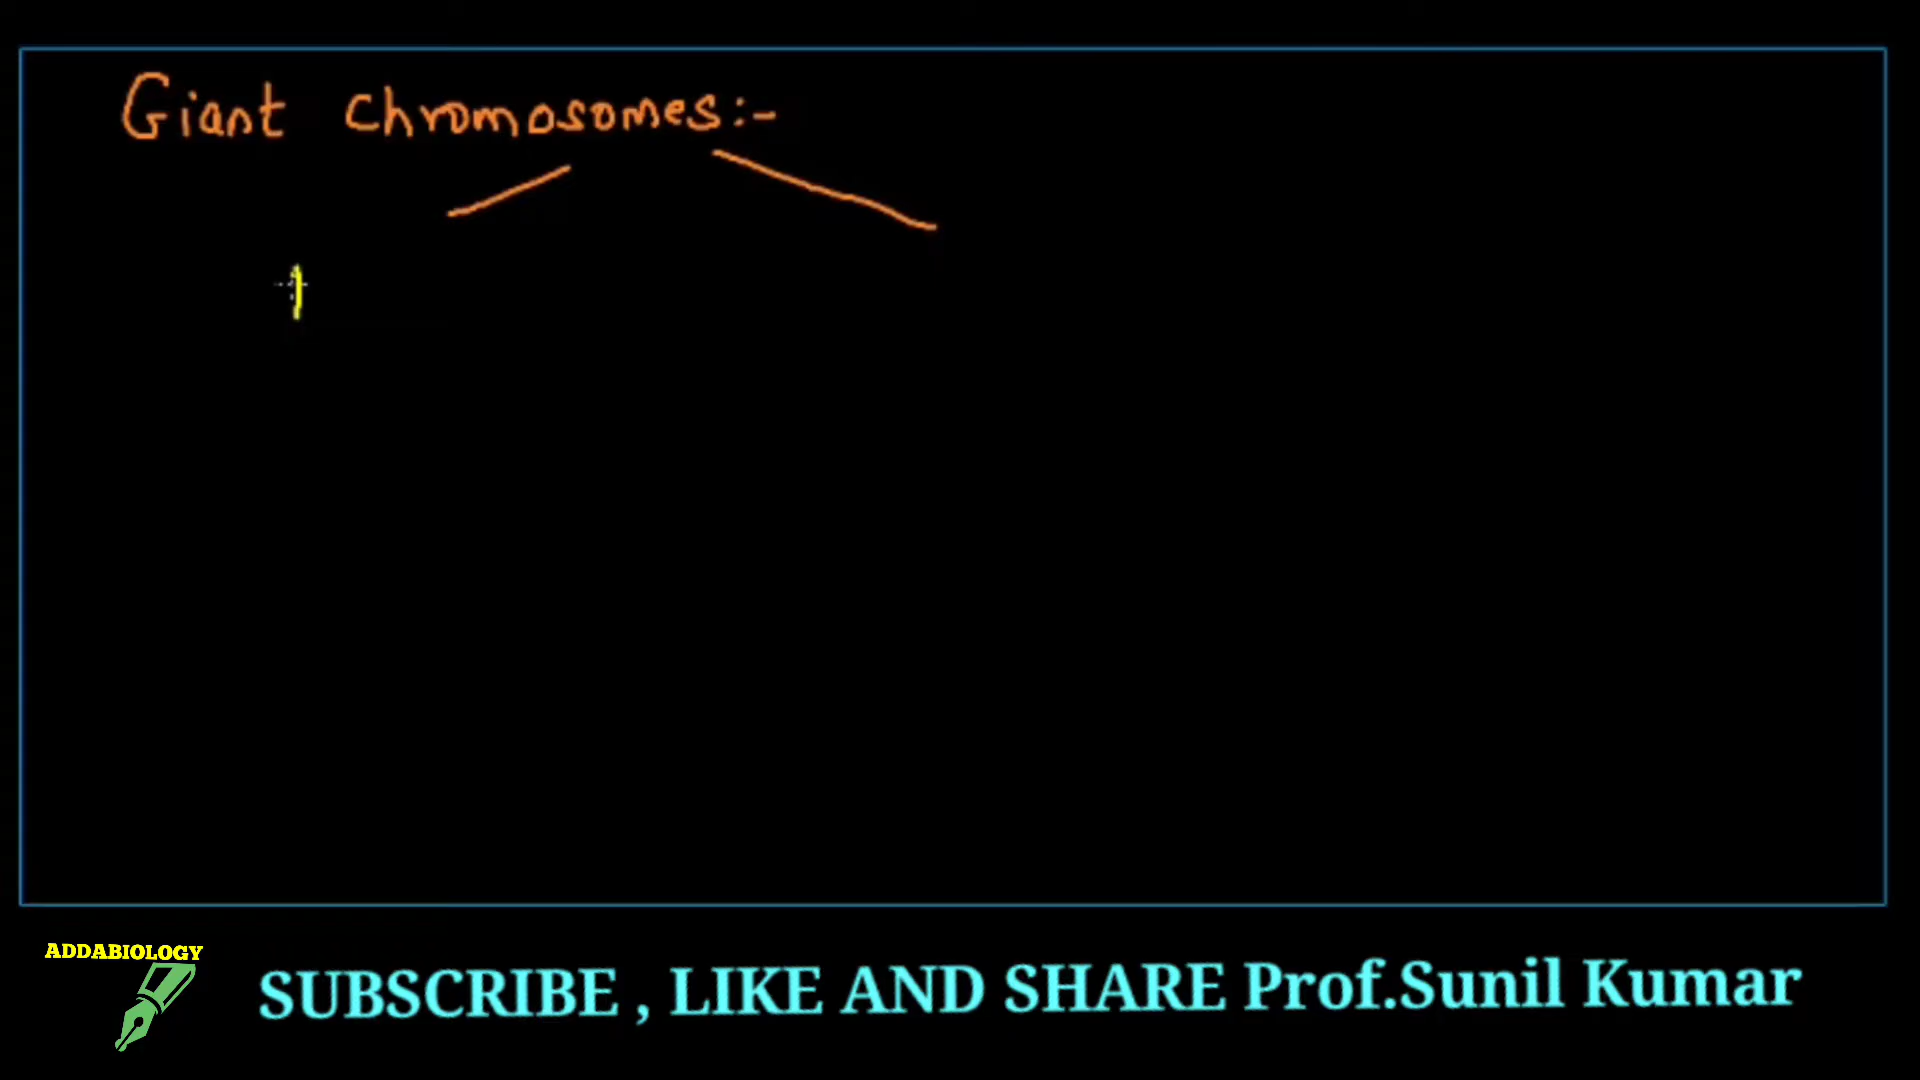 Giant Chromosomes:-
ADDABIOLOGY
SUBSCRIBE , LIKE AND SHARE Prof.Sunil Kumar